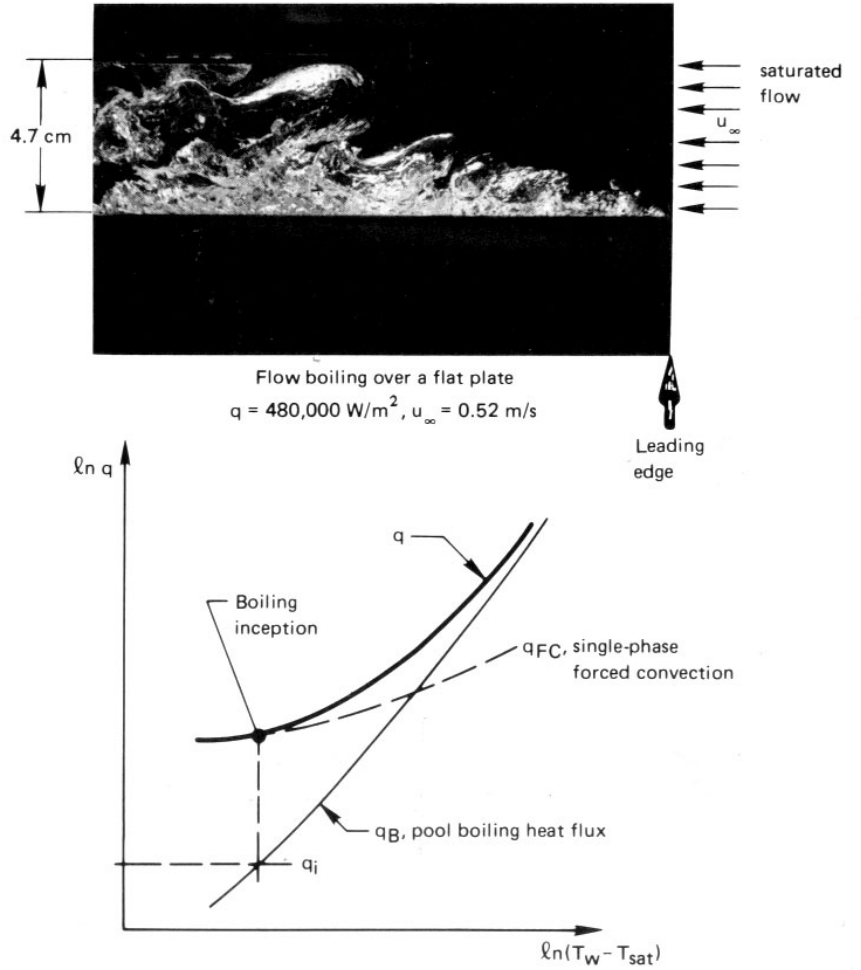 saturated
flow
4.7 cm
u∞
Flow boiling over a flat plate
q = 480,000 W/m², u∞ = 0.52 m/s
Leading
edge
ℓn q
q
Boiling
inception
qFC, single-phase
forced convection
qB, pool boiling heat flux
qi
ℓn(Tw – Tsat)